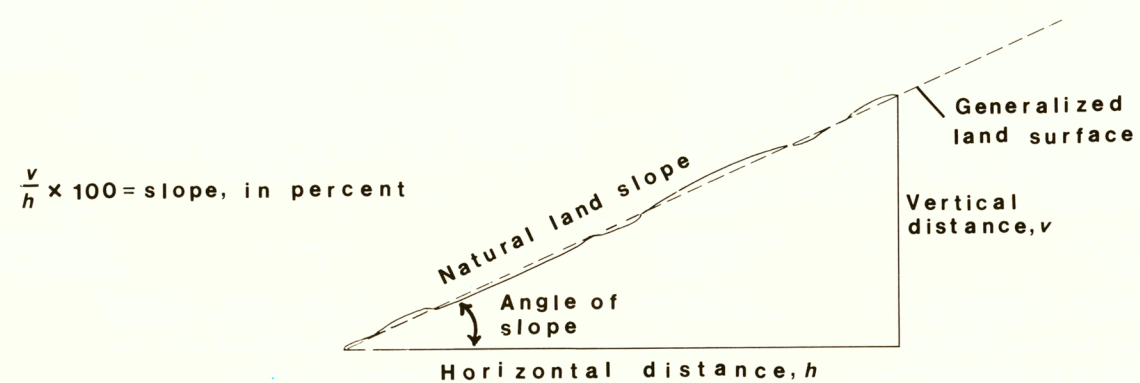 Generalized
land surface
v/h × 100 = slope, in percent
Natural land slope
Vertical
distance, v
Angle of
slope
Horizontal distance, h